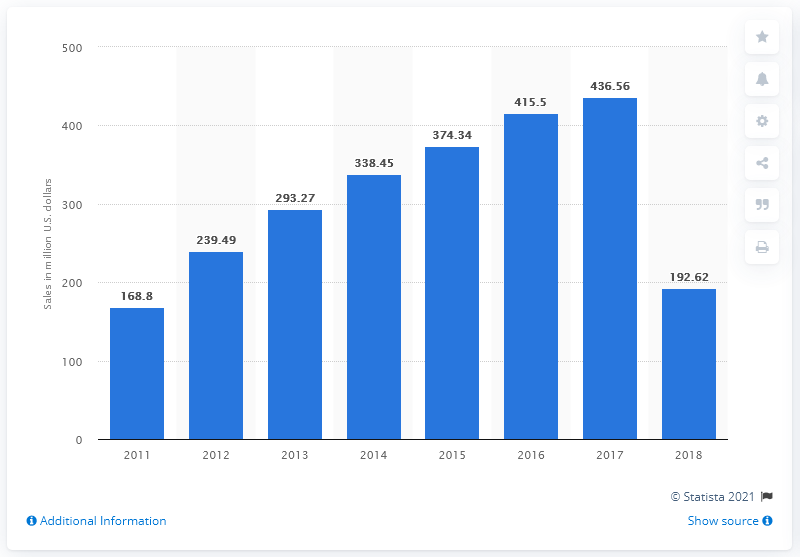 500
400
300
200
100
0
Sales in million U.S. dollars
168.8
239.49
293.27
338.45
374.34
415.5
436.56
192.62
2011 2012 2013 2014 2015 2016 2017 2018
© Statista 2021
Additional Information
Show source